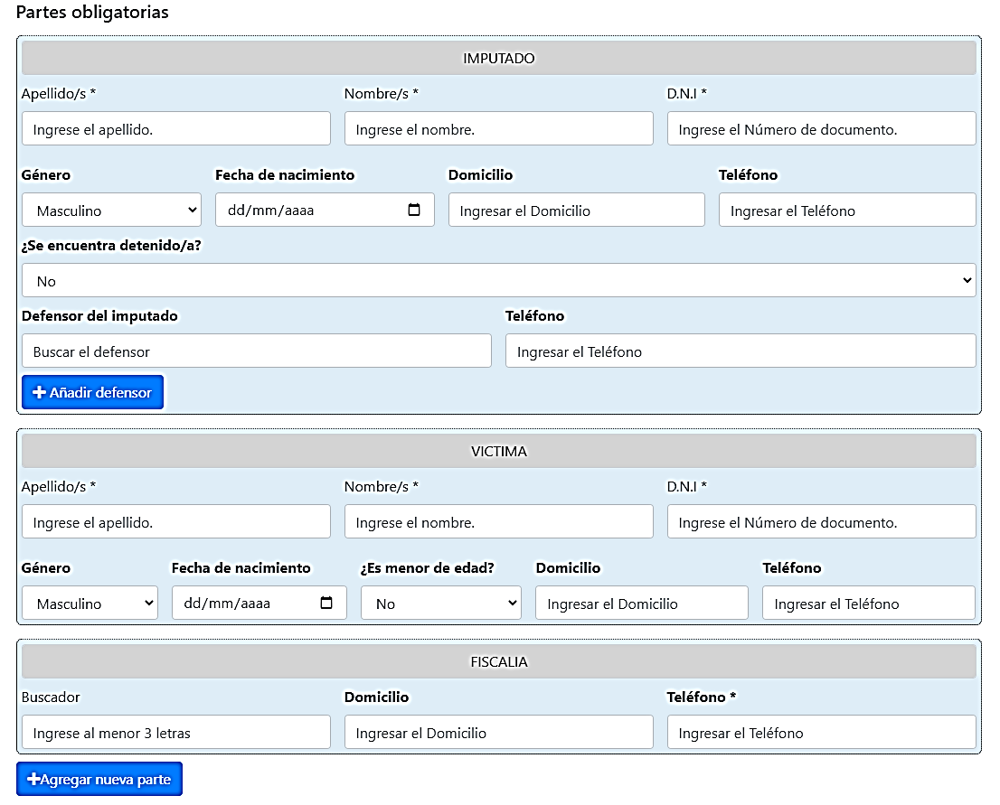 Partes obligatorias
IMPUTADO
Apellido/s * Nombre/s * D.N.I *
Ingrese el apellido. Ingrese el nombre. Ingrese el Número de documento.
Género Fecha de nacimiento Domicilio Teléfono
Masculino dd/mm/aaaa Ingresar el Domicilio Ingresar el Teléfono
¿Se encuentra detenido/a?
No
Defensor del imputado Teléfono
Buscar el defensor Ingresar el Teléfono
+ Añadir defensor
VICTIMA
Apellido/s * Nombre/s * D.N.I *
Ingrese el apellido. Ingrese el nombre. Ingrese el Número de documento.
Género Fecha de nacimiento ¿Es menor de edad? Domicilio Teléfono
Masculino dd/mm/aaaa No Ingresar el Domicilio Ingresar el Teléfono
FISCALIA
Buscador Domicilio Teléfono *
Ingrese al menor 3 letras Ingresar el Domicilio Ingresar el Teléfono
+Agregar nueva parte